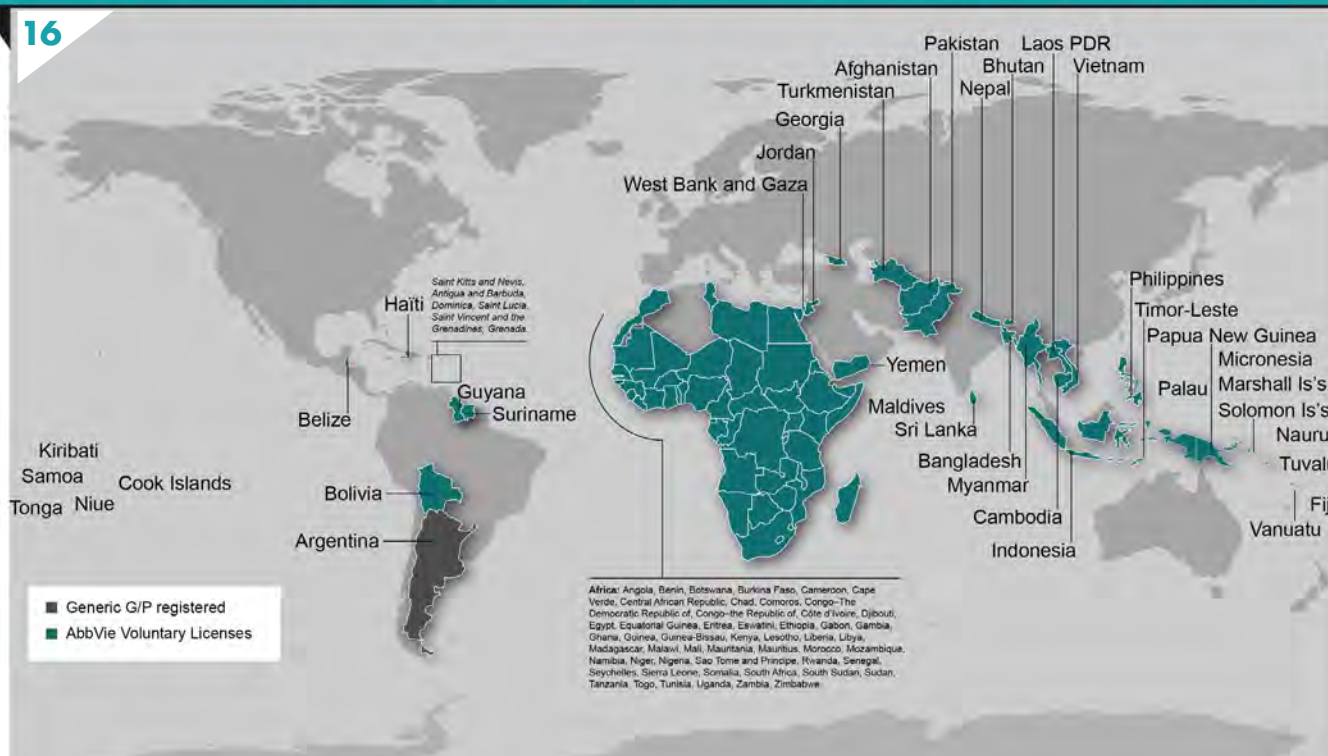 16
Pakistan
Laos PDR
Afghanistan
Bhutan
Vietnam
Turkmenistan
Nepal
Georgia
Jordan
West Bank and Gaza
Saint Kitts and Nevis,
Antigua and Barbuda,
Dominica, Saint Lucia,
Saint Vincent and the
Grenadines, Grenada
Haïti
Belize
Guyana
Suriname
Kiribati
Samoa
Cook Islands
Tonga
Niue
Bolivia
Argentina
Philippines
Timor-Leste
Papua New Guinea
Micronesia
Palau
Marshall Is's
Solomon Is's
Nauru
Yemen
Maldives
Sri Lanka
Bangladesh
Myanmar
Cambodia
Indonesia
Vanuatu
Generic G/P registered
AbbVie Voluntary Licenses
Africa: Angola, Benin, Botswana, Burkina Faso, Cameroon, Cape
Verde, Central African Republic, Chad, Comoros, Congo–The
Democratic Republic of, Congo–the Republic of, Côte d'Ivoire, Djibouti,
Egypt, Equatorial Guinea, Eritrea, Eswatini, Ethiopia, Gabon, Gambia,
Ghana, Guinea, Guinea-Bissau, Kenya, Lesotho, Liberia, Libya,
Madagascar, Malawi, Mali, Mauritania, Mauritius, Morocco, Mozambique,
Namibia, Niger, Nigeria, Sao Tome and Principe, Rwanda, Senegal,
Seychelles, Sierra Leone, Somalia, South Africa, South Sudan, Sudan,
Tanzania, Togo, Tunisia, Uganda, Zambia, Zimbabwe